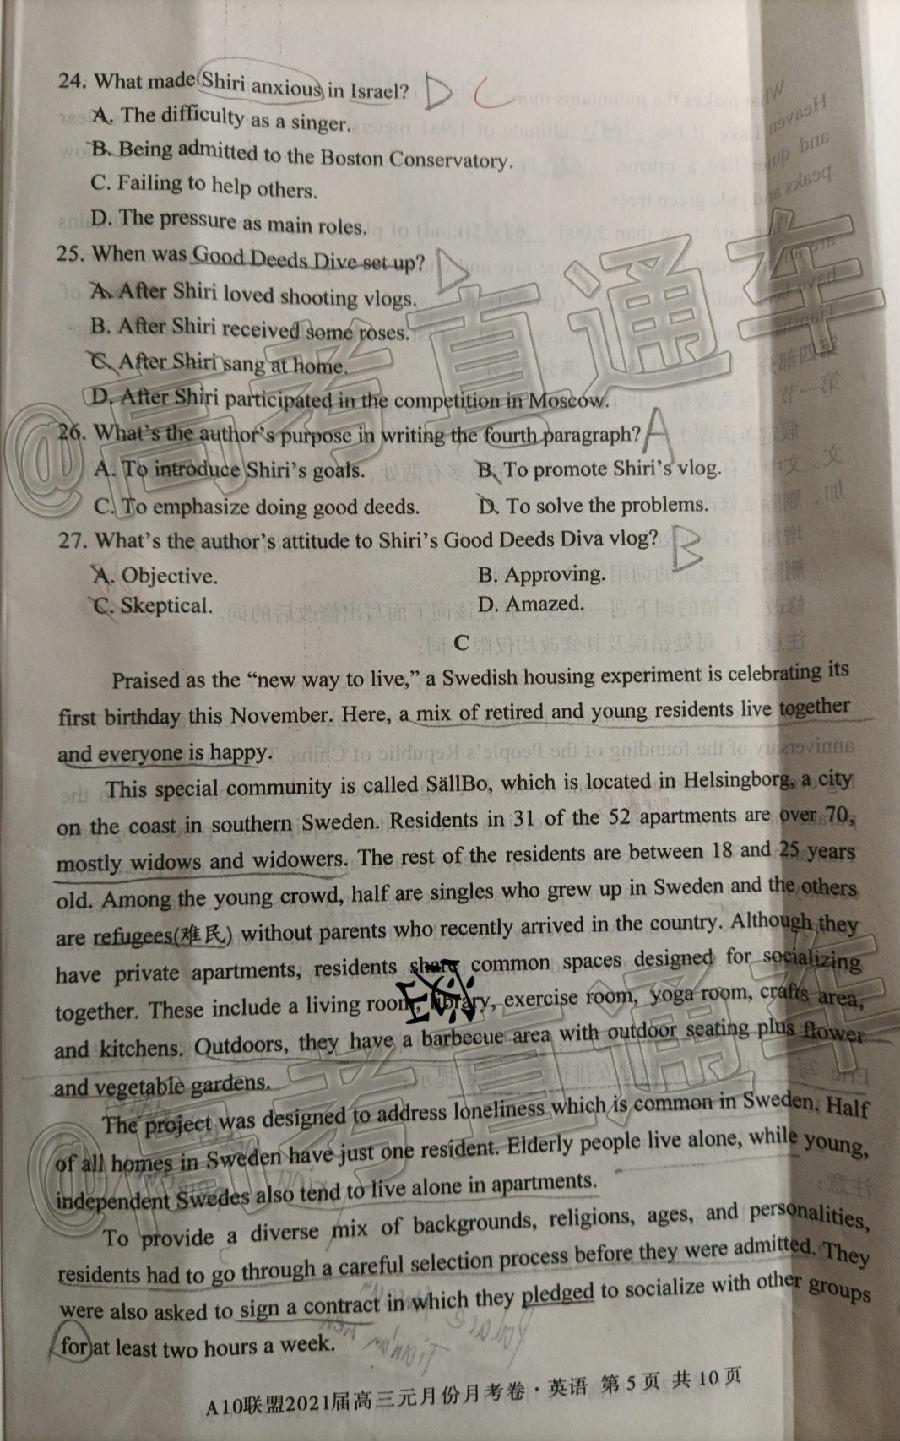 24. What made Shiri anxious in Israel? D C
A. The difficulty as a singer.
B. Being admitted to the Boston Conservatory.
C. Failing to help others.
D. The pressure as main roles.
25. When was Good Deeds Dive set up? D
A. After Shiri loved shooting vlogs.
B. After Shiri received some roses.
C. After Shiri sang at home.
D. After Shiri participated in the competition in Moscow.
26. What's the author's purpose in writing the fourth paragraph? A
A. To introduce Shiri's goals. B. To promote Shiri's vlog.
C. To emphasize doing good deeds. D. To solve the problems.
27. What's the author's attitude to Shiri's Good Deeds Diva vlog? B
A. Objective. B. Approving.
C. Skeptical. D. Amazed.
C
Praised as the “new way to live,” a Swedish housing experiment is celebrating its
first birthday this November. Here, a mix of retired and young residents live together
and everyone is happy.
This special community is called SällBo, which is located in Helsingborg, a city
on the coast in southern Sweden. Residents in 31 of the 52 apartments are over 70,
mostly widows and widowers. The rest of the residents are between 18 and 25 years
old. Among the young crowd, half are singles who grew up in Sweden and the others
are refugees(难民) without parents who recently arrived in the country. Although they
have private apartments, residents share common spaces designed for socializing
together. These include a living room, library, exercise room, yoga room, crafts area,
and kitchens. Outdoors, they have a barbecue area with outdoor seating plus flower
and vegetable gardens.
The project was designed to address loneliness which is common in Sweden. Half
of all homes in Sweden have just one resident. Elderly people live alone, while young,
independent Swedes also tend to live alone in apartments.
To provide a diverse mix of backgrounds, religions, ages, and personalities,
residents had to go through a careful selection process before they were admitted. They
were also asked to sign a contract in which they pledged to socialize with other groups
for at least two hours a week.
A10联盟2021届高三元月份月考卷·英语 第5页 共10页
@高考直通车
@高考直通车